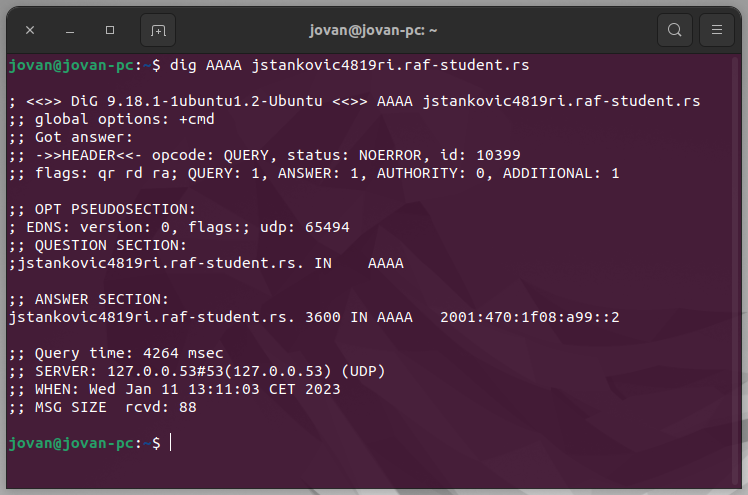 jovan@jovan-pc: ~
jovan@jovan-pc:~$ dig AAAA jstankovic4819ri.raf-student.rs

; <<>> DiG 9.18.1-1ubuntu1.2-Ubuntu <<>> AAAA jstankovic4819ri.raf-student.rs
;; global options: +cmd
;; Got answer:
;; ->>HEADER<<- opcode: QUERY, status: NOERROR, id: 10399
;; flags: qr rd ra; QUERY: 1, ANSWER: 1, AUTHORITY: 0, ADDITIONAL: 1

;; OPT PSEUDOSECTION:
; EDNS: version: 0, flags:; udp: 65494
;; QUESTION SECTION:
;jstankovic4819ri.raf-student.rs. IN    AAAA

;; ANSWER SECTION:
jstankovic4819ri.raf-student.rs. 3600 IN AAAA   2001:470:1f08:a99::2

;; Query time: 4264 msec
;; SERVER: 127.0.0.53#53(127.0.0.53) (UDP)
;; WHEN: Wed Jan 11 13:11:03 CET 2023
;; MSG SIZE  rcvd: 88

jovan@jovan-pc:~$